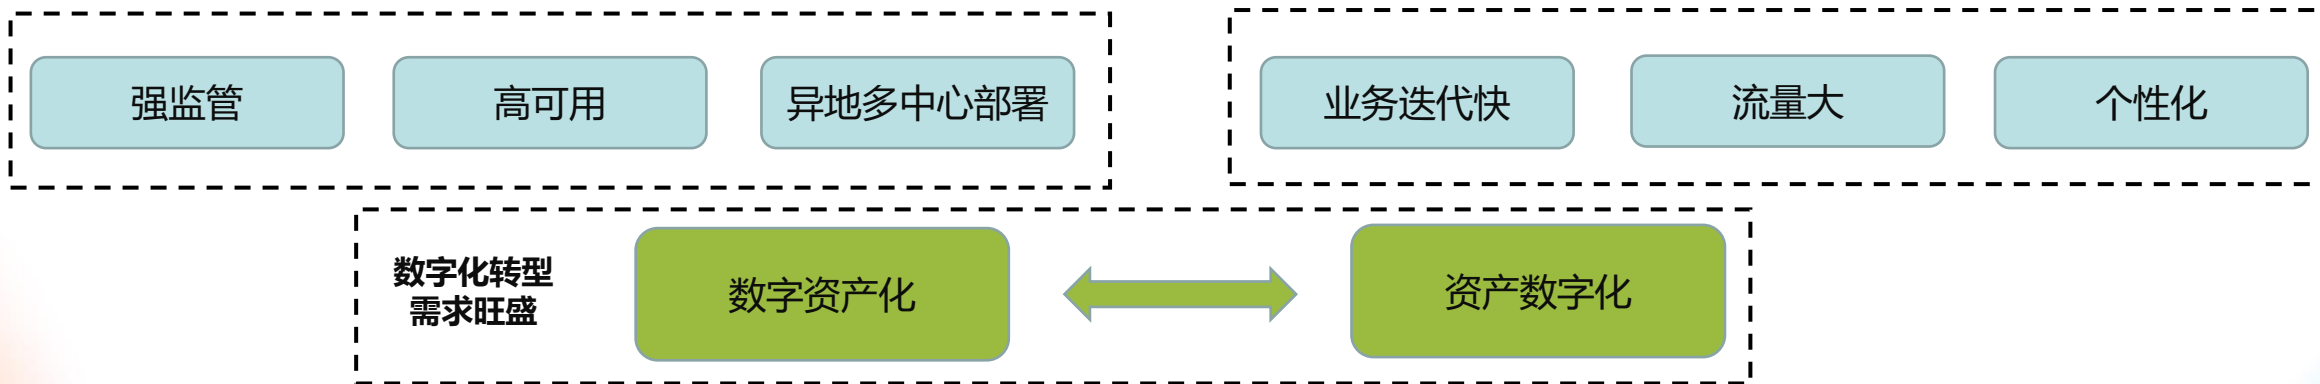 强监管
高可用
异地多中心部署
业务迭代快
流量大
个性化
数字化转型
需求旺盛
数字资产化
资产数字化